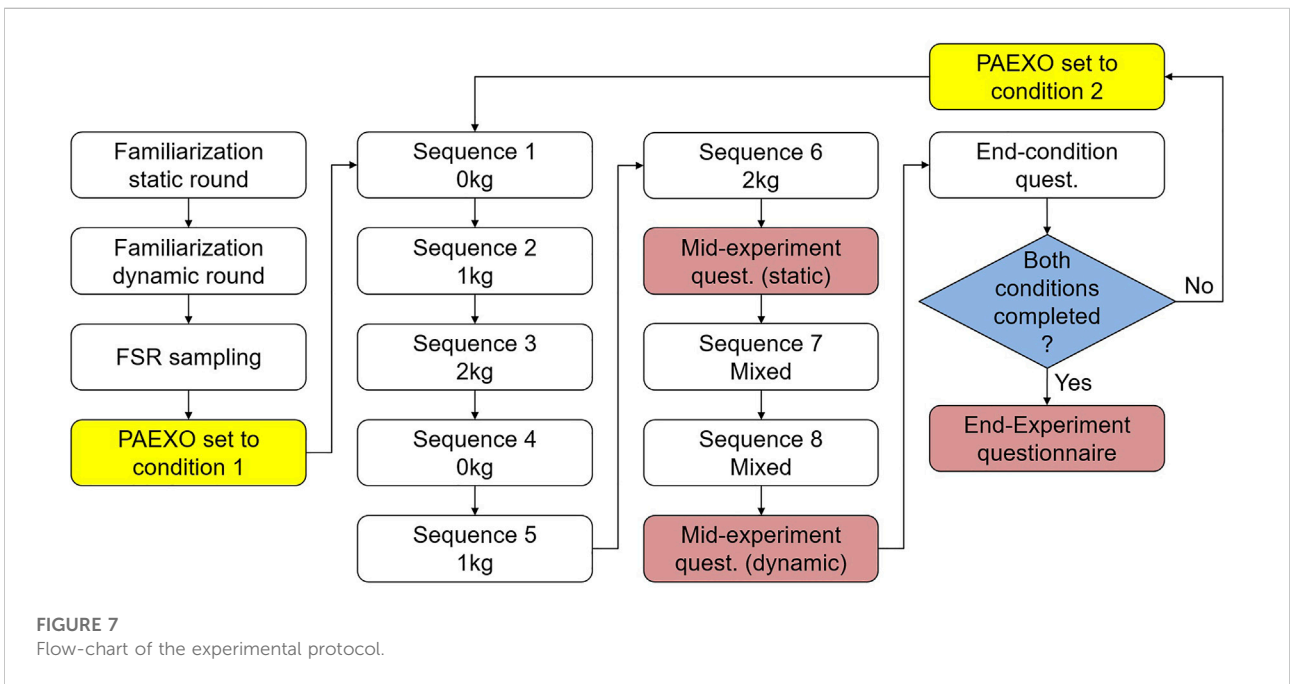 Familiarization
static round
Familiarization
dynamic round
FSR sampling
PAEXO set to
condition 1
Sequence 1
0kg
Sequence 2
1kg
Sequence 3
2kg
Sequence 4
0kg
Sequence 5
1kg
Sequence 6
2kg
Mid-experiment
quest. (static)
Sequence 7
Mixed
Sequence 8
Mixed
Mid-experiment
quest. (dynamic)
End-condition
quest.
Both
conditions
completed
?
No
PAEXO set to
condition 2
Yes
End-Experiment
questionnaire
FIGURE 7
Flow-chart of the experimental protocol.